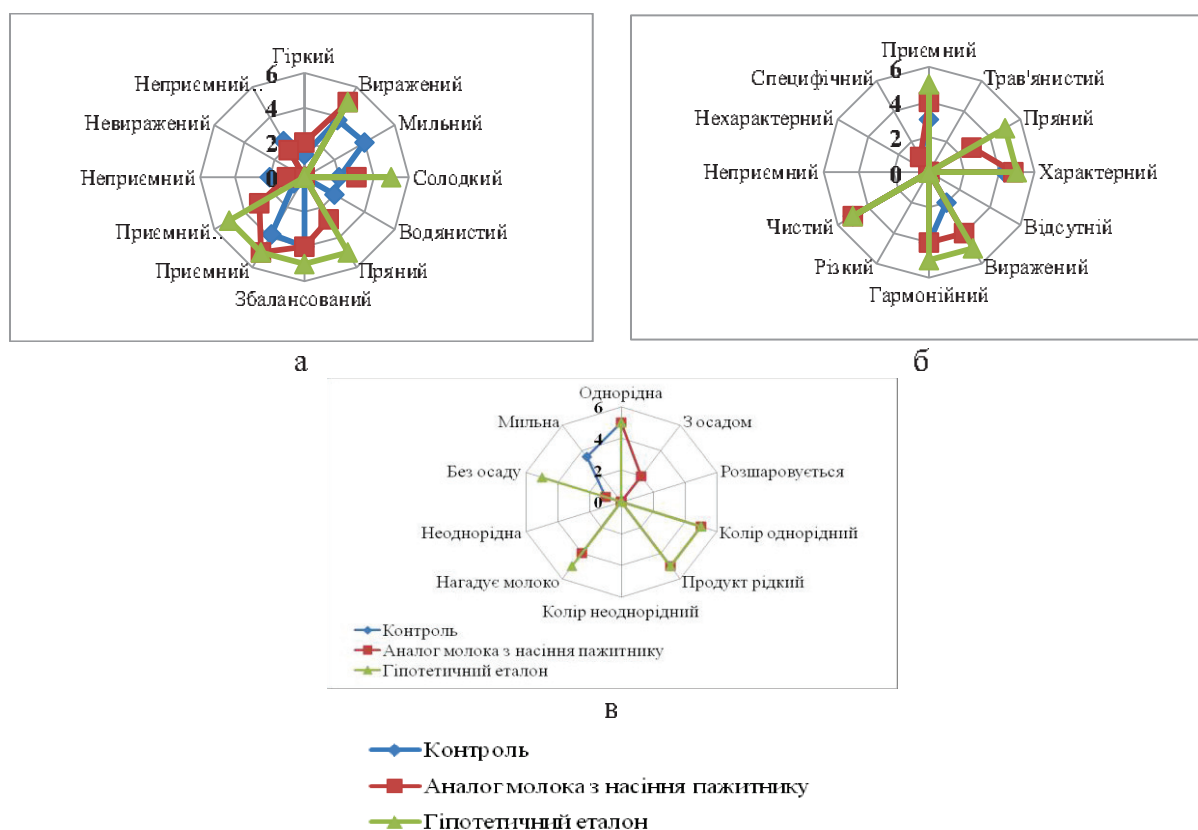 Гіркий
6
Неприємний..
Виражений
4
Невиражений
Мильний
2
Неприємний
0
Солодкий
Приємний..
Водянистий
Приємний
Пряний
Збалансований
а
Приємний
6
Специфічний
Трав'янистий
4
Нехарактерний
Пряний
2
Неприємний
0
Характерний
Чистий
Відсутній
Різкий
Виражений
Гармонійний
б
Однорідна
6
Мильна
З осадом
4
Без осаду
Розшаровується
2
0
Неоднорідна
Колір однорідний
Нагадує молоко
Продукт рідкий
Колір неоднорідний
Контроль
Аналог молока з насіння пажитнику
Гіпотетичний еталон
в
Контроль
Аналог молока з насіння пажитнику
Гіпотетичний еталон